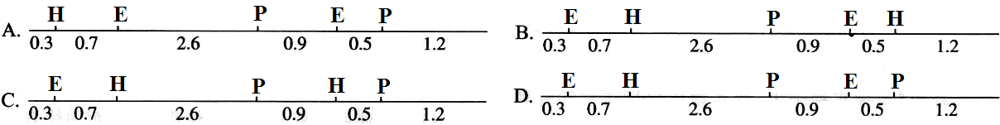 H E P E P
A. 0.3 0.7 2.6 0.9 0.5 1.2
E H P E H
B. 0.3 0.7 2.6 0.9 0.5 1.2
E H P H P
C. 0.3 0.7 2.6 0.9 0.5 1.2
E H P E P
D. 0.3 0.7 2.6 0.9 0.5 1.2